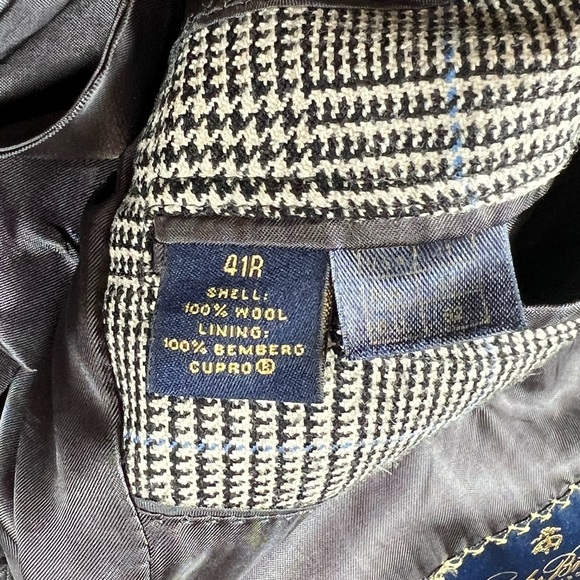 41R
SHELL:
100% WOOL
LINING:
100% BEMBERG
CUPRO®